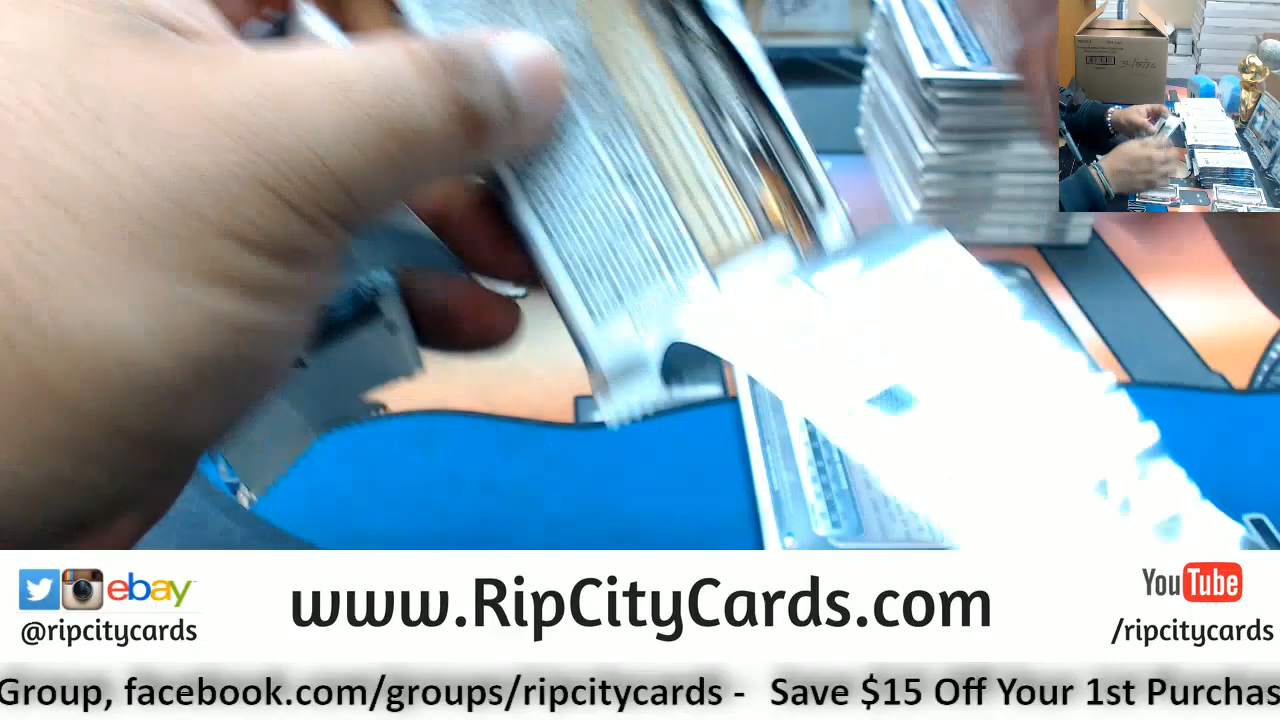 ebay
@ripcitycards
www.RipCityCards.com
YouTube
/ripcitycards
Group, facebook.com/groups/ripcitycards - Save $15 Off Your 1st Purchas